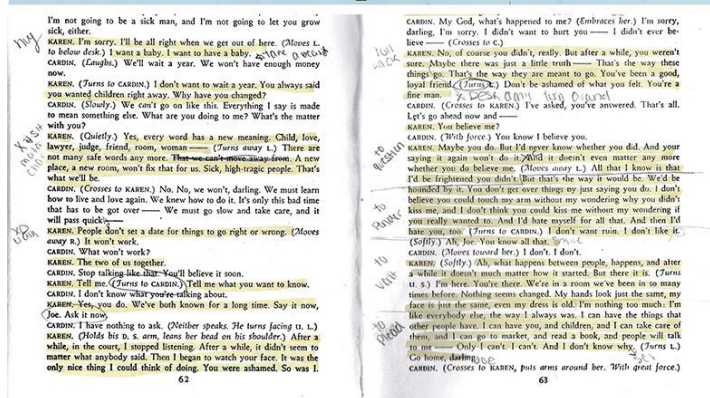 I'm not going to be a sick man, and I'm not going to let you grow
sick, either.
KAREN. I'm sorry. I'll be all right when we get out of here. (Moves L.
to below desk.) I want a baby. I want to have a baby.
CARDIN. (Laughs.) We'll wait a year. We won't have enough money
now.
KAREN. (Turns to CARDIN.) I don't want to wait a year. You always said
you wanted children right away. Why have you changed?
CARDIN. (Slowly.) We can't go on like this. Everything I say is made
to mean something else. What are you doing to me? What's the matter
with you?
KAREN. (Quietly.) Yes, every word has a new meaning. Child, love,
lawyer, judge, friend, room, woman —— (Turns away L.) There are
not many safe words any more. That we can't move away from. A new
place, a new room, won't fix that for us. Sick, high-tragic people. That's
what we'll be.
CARDIN. (Crosses to KAREN.) No. No, we won't, darling. We must learn
how to live and love again. We knew how to do it. It's only this bad time
that has to be got over —— We must go slow and take care, and it
will pass quick ——
KAREN. People don't set a date for things to go right or wrong. (Moves
away R.) It won't work.
CARDIN. What won't work?
KAREN. The two of us together.
CARDIN. Stop talking like that. You'll believe it soon.
KAREN. Tell me. (Turns to CARDIN.) Tell me what you want to know.
CARDIN. I don't know what you're talking about.
KAREN. Yes, you do. We've both known for a long time. Say it now,
Joe. Ask it now.
CARDIN. I have nothing to ask. (Neither speaks. He turns facing U. L.)
KAREN. (Holds bis D. S. arm, leans her bead on his shoulder.) After a
while, in the court, I stopped listening. After a while, it didn't seem to
matter what anybody said. Then I began to watch your face. It was the
only nice thing I could think of doing. You were ashamed. So was I.
62
CARDIN. My God, what's happened to me? (Embraces her.) I'm sorry,
darling, I'm sorry. I didn't want to hurt you —— I didn't ever be-
lieve —— (Crosses to C.)
KAREN. No, of course you didn't, really. But after a while, you weren't
sure. Maybe there was just a little truth —— That's the way these
things go. That's the way they are meant to go. You've been a good,
loyal friend. (Turns C.) Don't be ashamed of what you felt. You're a
fine man.
CARDIN. (Crosses to KAREN.) I've asked, you've answered. That's all.
Let's go ahead now and ——
KAREN. You believe me?
CARDIN. (With force.) You know I believe you.
KAREN. Maybe you do. But I'd never know whether you did. And your
saying it again won't do it. And it doesn't even matter any more
whether you do believe me. (Moves away L.) All that I know is that
I'd be frightened you didn't. But that's the way it would be. We'd be
hounded by it. You don't get over things by just saying you do. I don't
believe you could touch my arm without my wondering why you didn't
kiss me, and I don't think you could kiss me without my wondering if
you really wanted to. And I'd hate myself for all that. And then I'd
hate you, too. (Turns to CARDIN.) I don't want ruin. I don't like it.
(Softly.) Ah, Joe. You know all that.
CARDIN. (Moves toward her.) I don't. I don't.
KAREN. (Softly.) Ah, what happens between people, happens, and after
a while it doesn't much matter how it started. But there it is. (Turns
U. S.) I'm here. You're there. We're in a room we've been in so many
times before. Nothing seems changed. My hands look just the same, my
face is just the same, even my dress is old. I'm nothing too much: I'm
like everybody else, the way I always was. I can have the things that
other people have. I can have you, and children, and I can take care of
them, and I can go to market, and read a book, and people will talk
to me —— Only I can't. I can't. And I don't know why. (Turns L.)
Go home, darling.
CARDIN. (Crosses to KAREN, puts arms around her. With great force.)
63
to
question
to
power
to
vent
to
plead